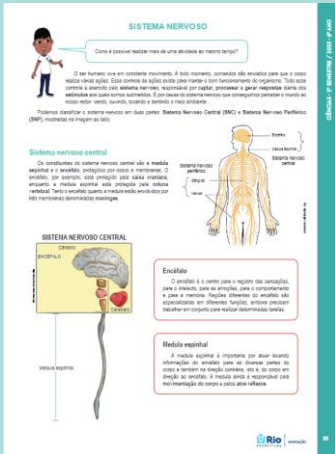 SISTEMA NERVOSO
Como é possível realizar mais de uma atividade ao mesmo tempo?
O ser humano vive em constante movimento. A todo momento, comandos são enviados para que o corpo
realize várias ações. Esse controle de ações existe para manter o bom funcionamento do organismo. Todo esse
controle é exercido pelo sistema nervoso, responsável por captar, processar e gerar respostas diante dos
estímulos aos quais somos submetidos. É por causa do sistema nervoso que conseguimos perceber o mundo ao
nosso redor: vendo, ouvindo, tocando e sentindo o meio ambiente.
Podemos classificar o sistema nervoso em duas partes: Sistema Nervoso Central (SNC) e Sistema Nervoso Periférico
(SNP), mostradas na imagem ao lado.
Sistema nervoso central
Os constituintes do sistema nervoso central são a medula
espinhal e o encéfalo, protegidos por ossos e membranas. O
encéfalo, por exemplo, está protegido pela caixa craniana,
enquanto a medula espinhal está protegida pela coluna
vertebral. Tanto o encéfalo quanto a medula estão envolvidos por
três membranas denominadas meninges.
Encéfalo
Medula espinhal
Sistema nervoso
central
Sistema nervoso
periférico
Gânglios
Nervos
SISTEMA NERVOSO CENTRAL
Cérebro
ENCÉFALO
Cerebelo
Medula espinhal
Encéfalo
O encéfalo é o centro para o registro das sensações,
para o intelecto, para as emoções, para o comportamento
e para a memória. Regiões diferentes do encéfalo são
especializadas em diferentes funções, embora precisem
trabalhar em conjunto para realizar determinadas tarefas.
Medula espinhal
A medula espinhal é importante por atuar levando
informações do encéfalo para as diversas partes do
corpo e também na direção contrária, isto é, do corpo em
direção ao encéfalo. A medula ainda é responsável pela
movimentação do corpo e pelos atos reflexos.
Rio
PREFEITURA
EDUCAÇÃO